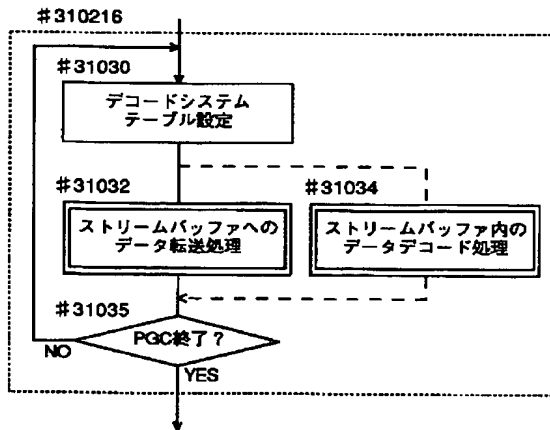 #310216
#31030
デコードシステム
テーブル設定
#31032
#31034
ストリームバッファへの
データ転送処理
ストリームバッファ内の
データデコード処理
#31035
PGC終了?
NO
YES